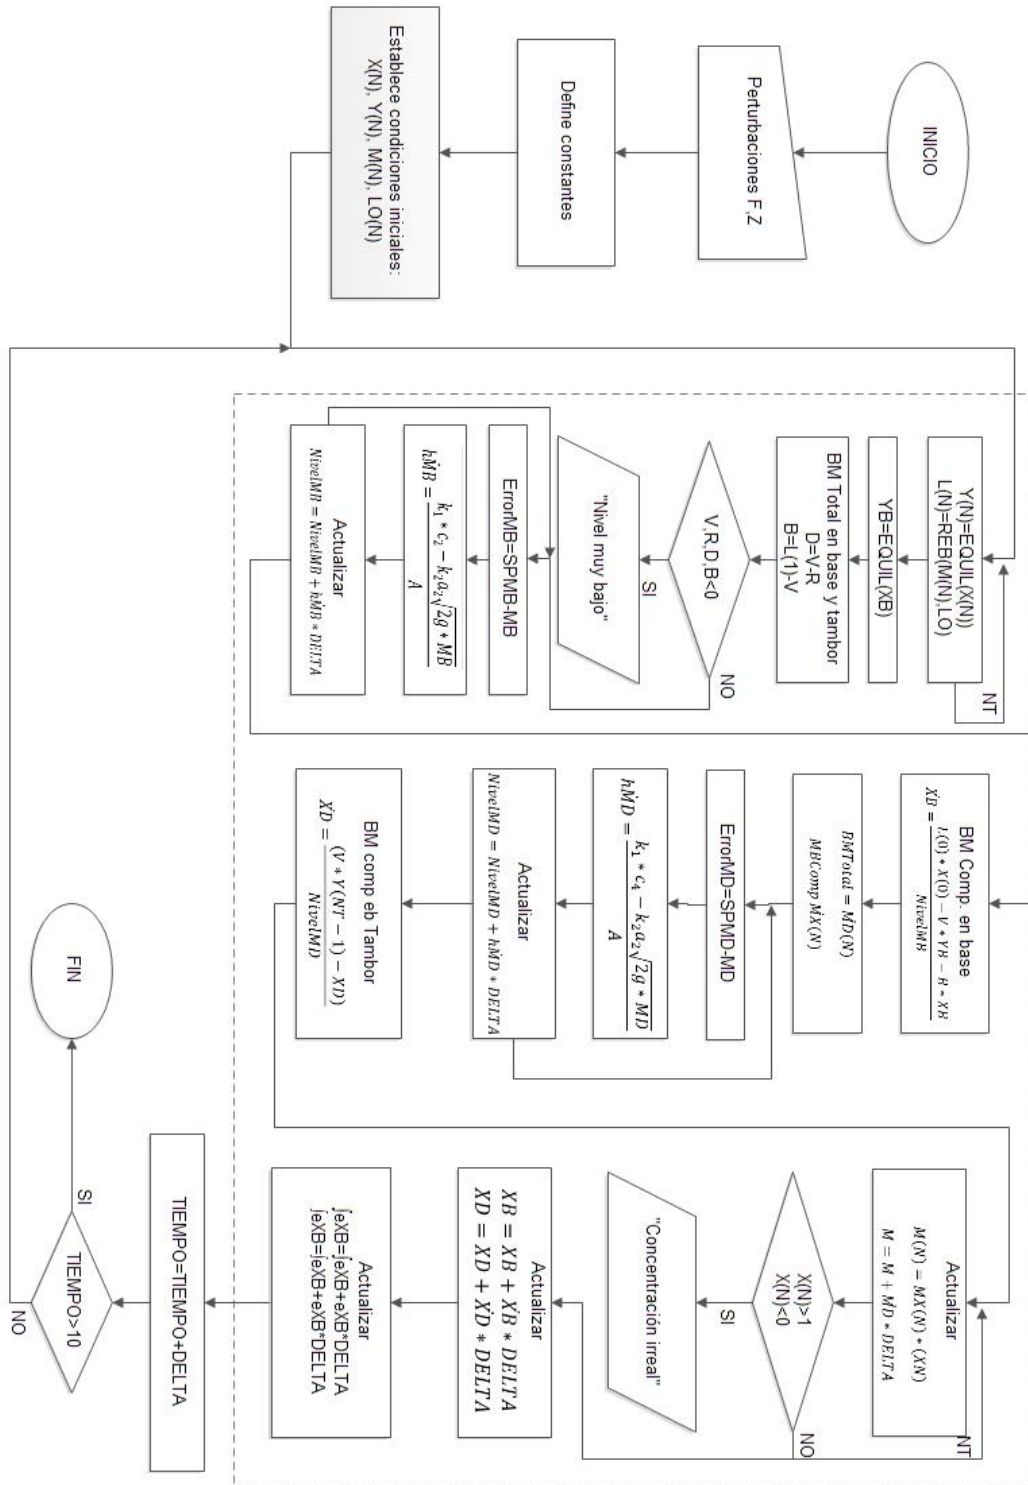 INICIO
Perturbaciones F,Z
Define constantes
Establece condiciones iniciales:
X(N), Y(N), M(N), LO(N)
Y(N)=EQUIL(X(N))
L(N)=REB(M(N),LO)
NT
YB=EQUIL(XB)
BM Total en base y tambor
D=V-R
B=L(1)-V
V,R,D,B<0
NO
SI
"Nivel muy bajo"
ErrorMB=SPMB-MB
hṀB = (k₁ * c₂ − k₂a₂√(2g * MB)) / A
Actualizar
NivelMB = NivelMB + hṀB * DELTA
BM Comp. en base
ẊB = (L(0) * X(0) − V * YB − B * XB) / NivelMB
BMTotal = ṀD(N)
MBComp ṀX(N)
ErrorMD=SPMD-MD
hṀD = (k₁ * c₄ − k₂a₂√(2g * MD)) / A
Actualizar
NivelMD = NivelMD + hṀD * DELTA
BM comp eb Tambor
ẊD = (V * Y(NT − 1) − XD)) / NivelMD
Actualizar
M(N) = MX(N) * (XN)
M = M + ṀD * DELTA
NT
X(N)>1
X(N)<0
NO
SI
"Concentración irreal"
Actualizar
XB = XB + ẊB * DELTA
XD = XD + ẊD * DELTA
Actualizar
∫eXB=∫eXB+eXB*DELTA
∫eXB=∫eXB+eXB*DELTA
TIEMPO=TIEMPO+DELTA
TIEMPO>10
SI
NO
FIN